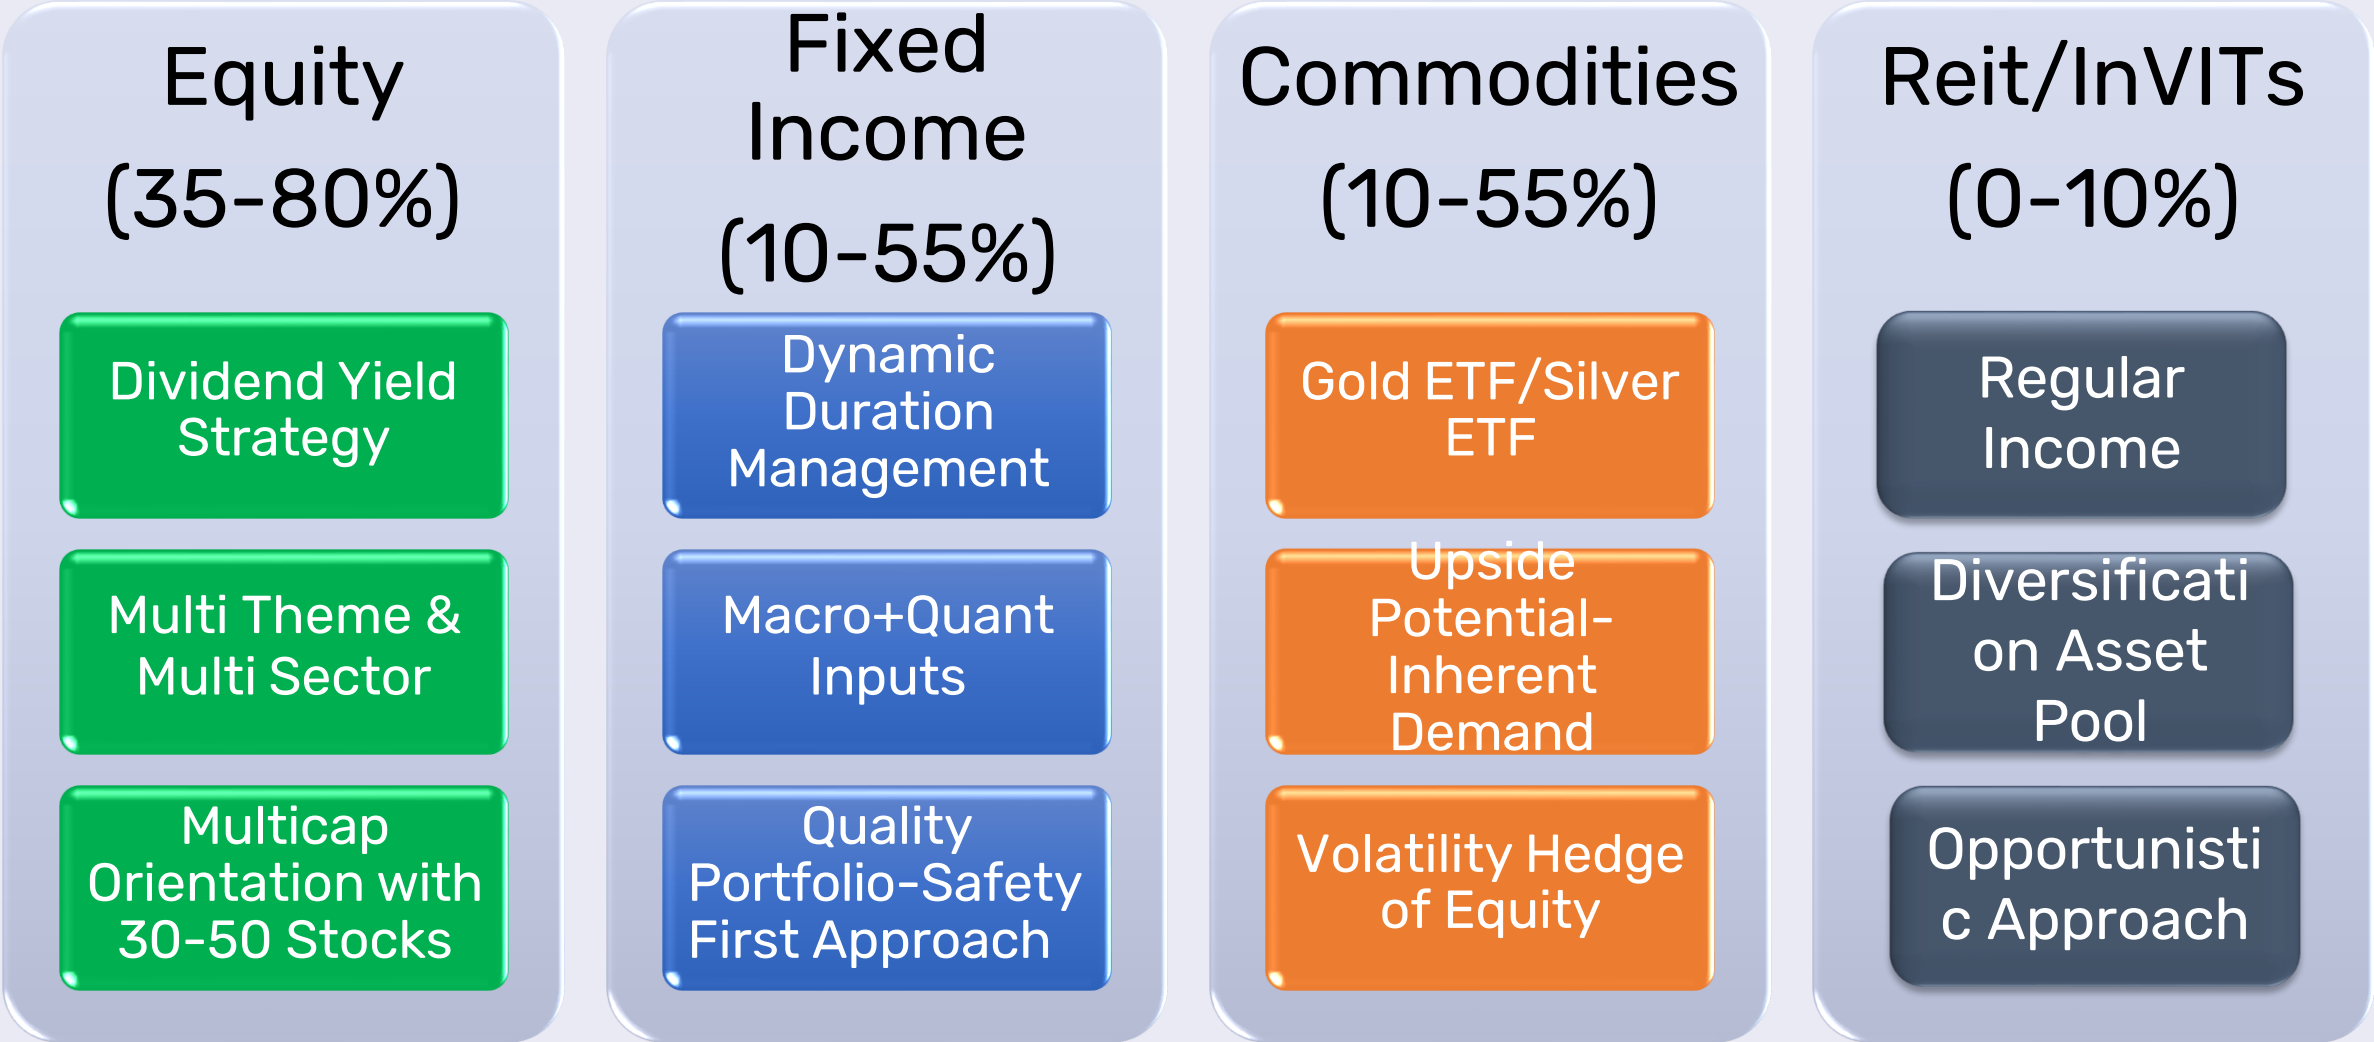 Equity
(35-80%)
Dividend Yield
Strategy
Multi Theme &
Multi Sector
Multicap
Orientation with
30-50 Stocks
Fixed
Income
(10-55%)
Dynamic
Duration
Management
Macro+Quant
Inputs
Quality
Portfolio-Safety
First Approach
Commodities
(10-55%)
Gold ETF/Silver
ETF
Upside
Potential-
Inherent
Demand
Volatility Hedge
of Equity
Reit/InVITs
(0-10%)
Regular
Income
Diversificati
on Asset
Pool
Opportunisti
c Approach